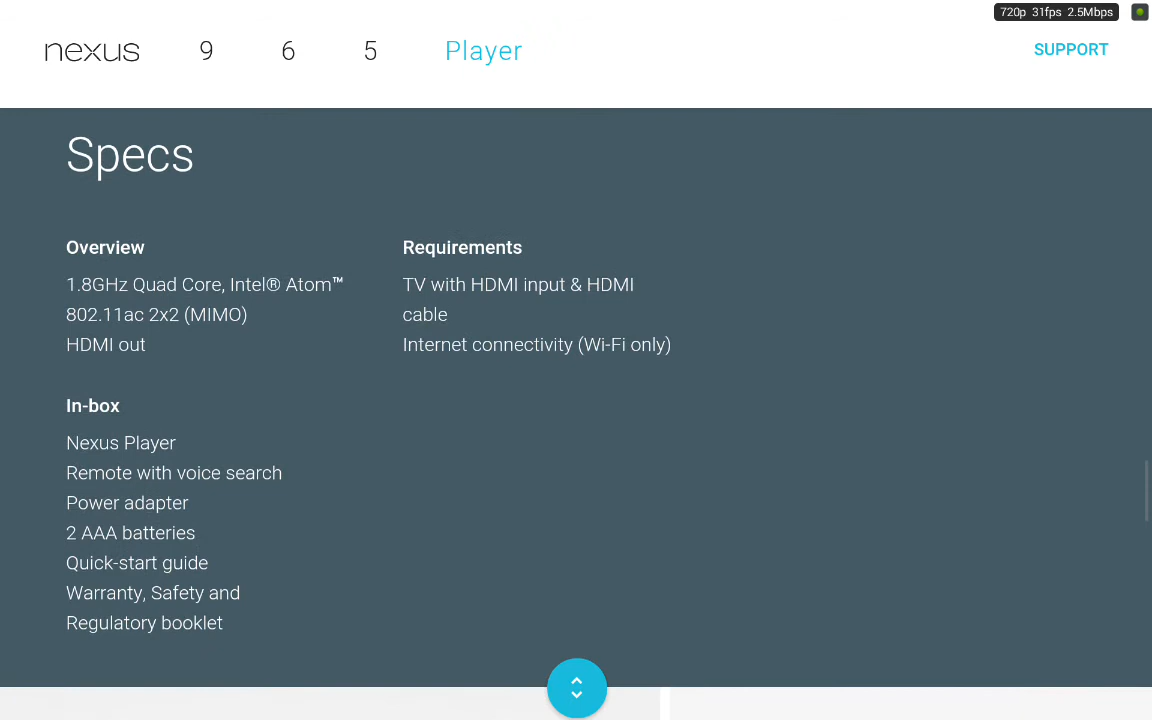 720p 31fps 2.5Mbps
nexus 9 6 5 Player SUPPORT
Specs
Overview
1.8GHz Quad Core, Intel® Atom™
802.11ac 2x2 (MIMO)
HDMI out
Requirements
TV with HDMI input & HDMI
cable
Internet connectivity (Wi-Fi only)
In-box
Nexus Player
Remote with voice search
Power adapter
2 AAA batteries
Quick-start guide
Warranty, Safety and
Regulatory booklet